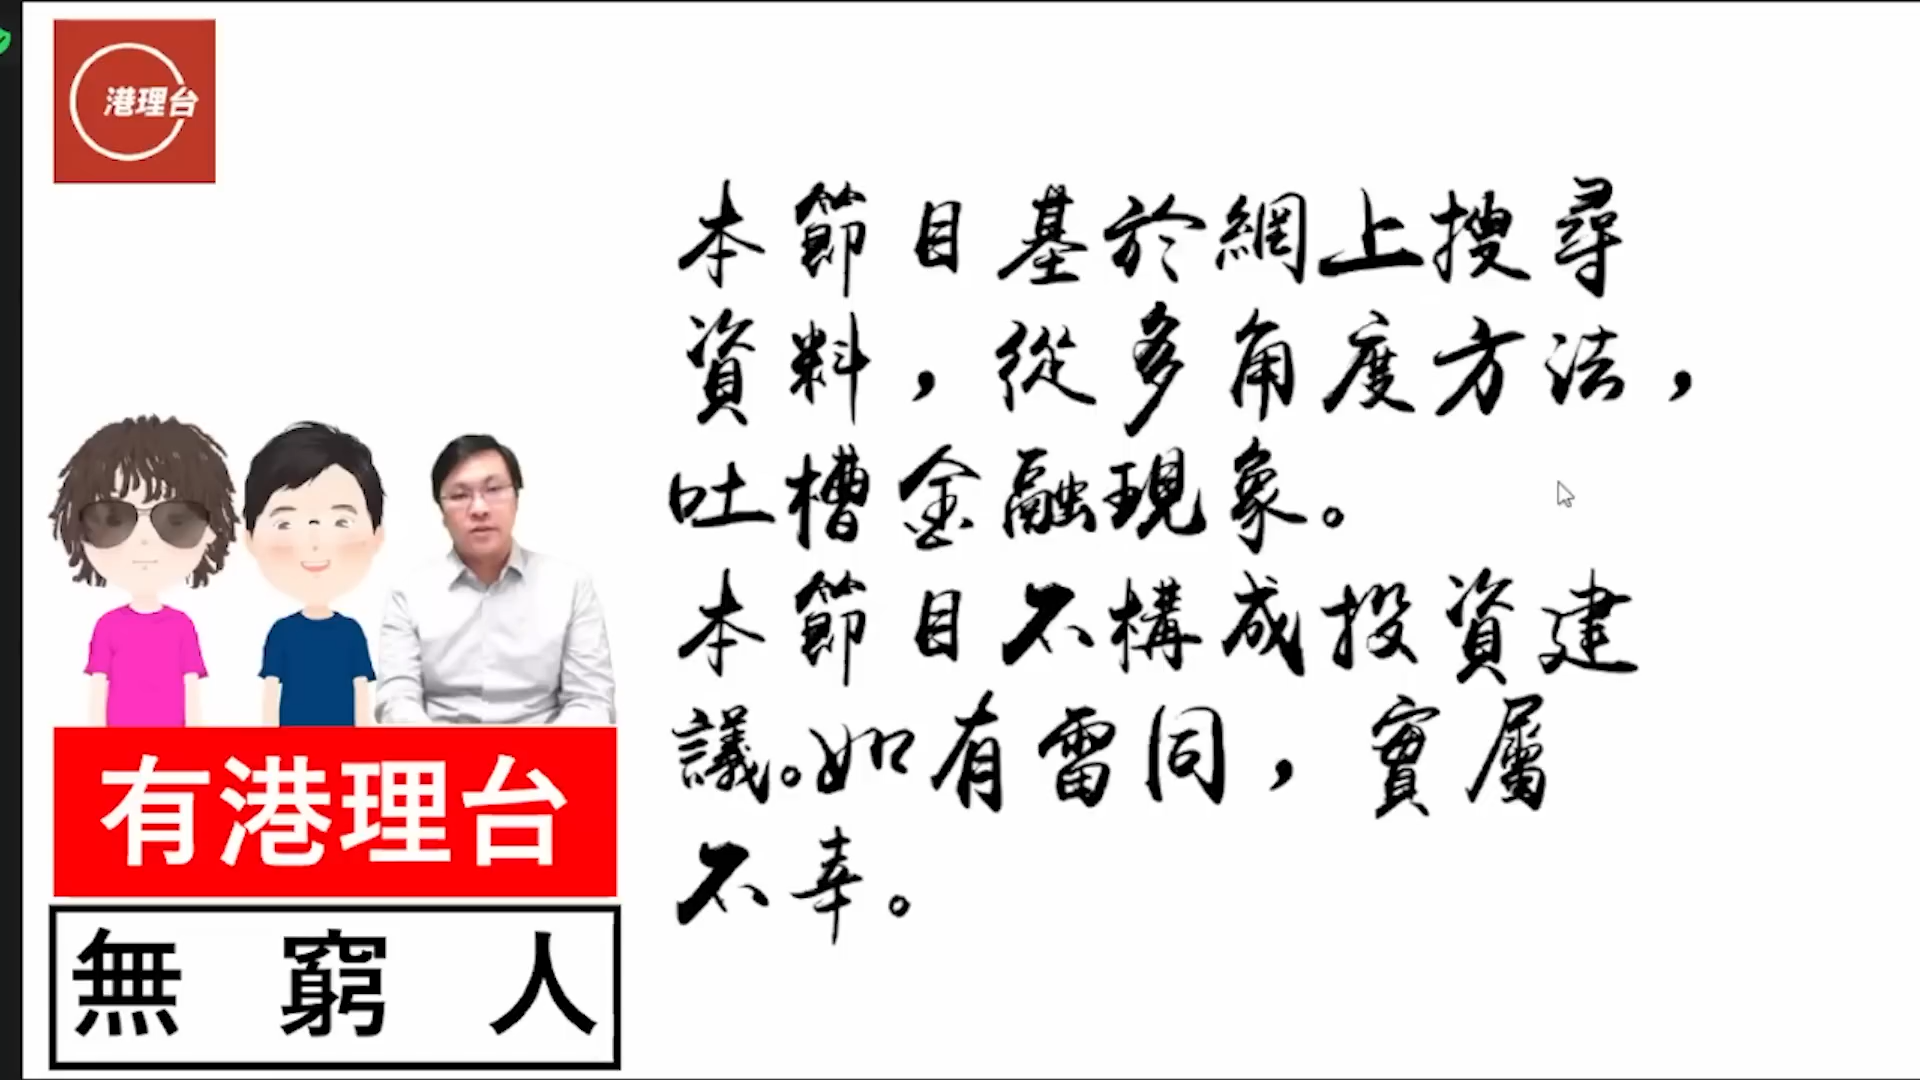 港理台
本節目基於網上搜尋
資料，從多角度方法，
吐槽金融現象。
本節目不構成投資建
議。如有雷同，實屬
不幸。
有港理台
無窮人